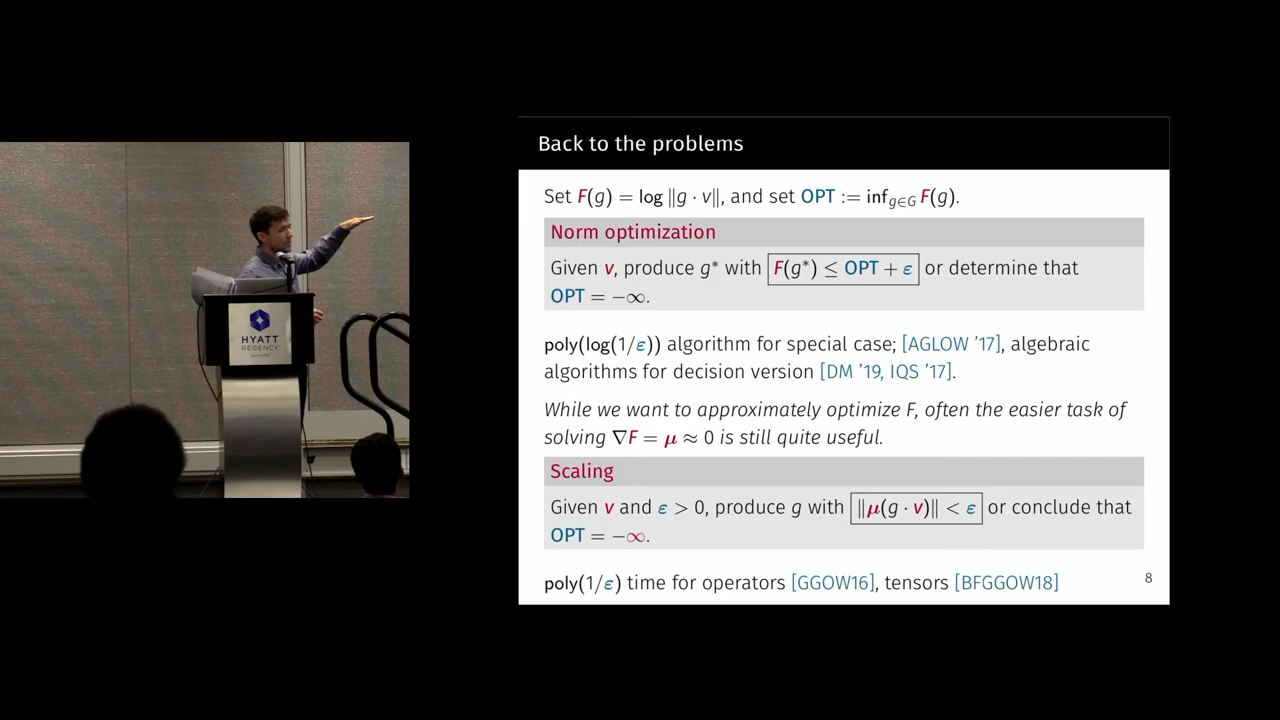 Back to the problems
Set F(g) = log ‖g · v‖, and set OPT := inf_{g∈G} F(g).
Norm optimization
Given v, produce g* with F(g*) ≤ OPT + ε or determine that
OPT = −∞.
poly(log(1/ε)) algorithm for special case; [AGLOW ’17], algebraic
algorithms for decision version [DM ’19, IQS ’17].
While we want to approximately optimize F, often the easier task of
solving ∇F = μ ≈ 0 is still quite useful.
Scaling
Given v and ε > 0, produce g with ‖μ(g · v)‖ < ε or conclude that
OPT = −∞.
poly(1/ε) time for operators [GGOW16], tensors [BFGGOW18]
8
HYATT
REGENCY